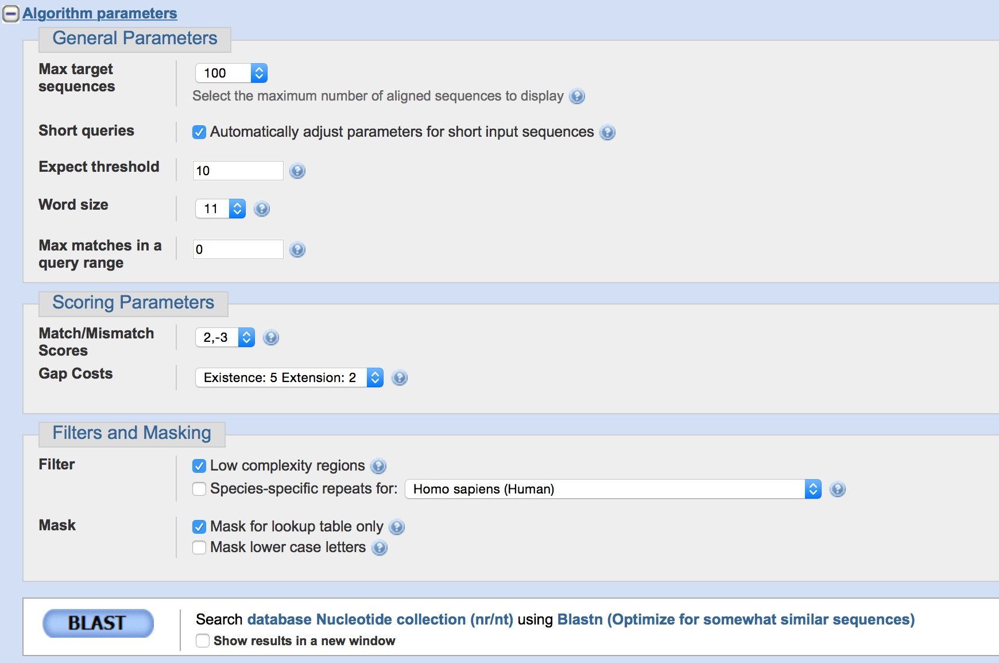 Algorithm parameters
General Parameters
Max target
sequences
100
Select the maximum number of aligned sequences to display
Short queries
Automatically adjust parameters for short input sequences
Expect threshold
10
Word size
11
Max matches in a
query range
0
Scoring Parameters
Match/Mismatch
Scores
2,-3
Gap Costs
Existence: 5 Extension: 2
Filters and Masking
Filter
Low complexity regions
Species-specific repeats for:
Homo sapiens (Human)
Mask
Mask for lookup table only
Mask lower case letters
BLAST
Search database Nucleotide collection (nr/nt) using Blastn (Optimize for somewhat similar sequences)
Show results in a new window